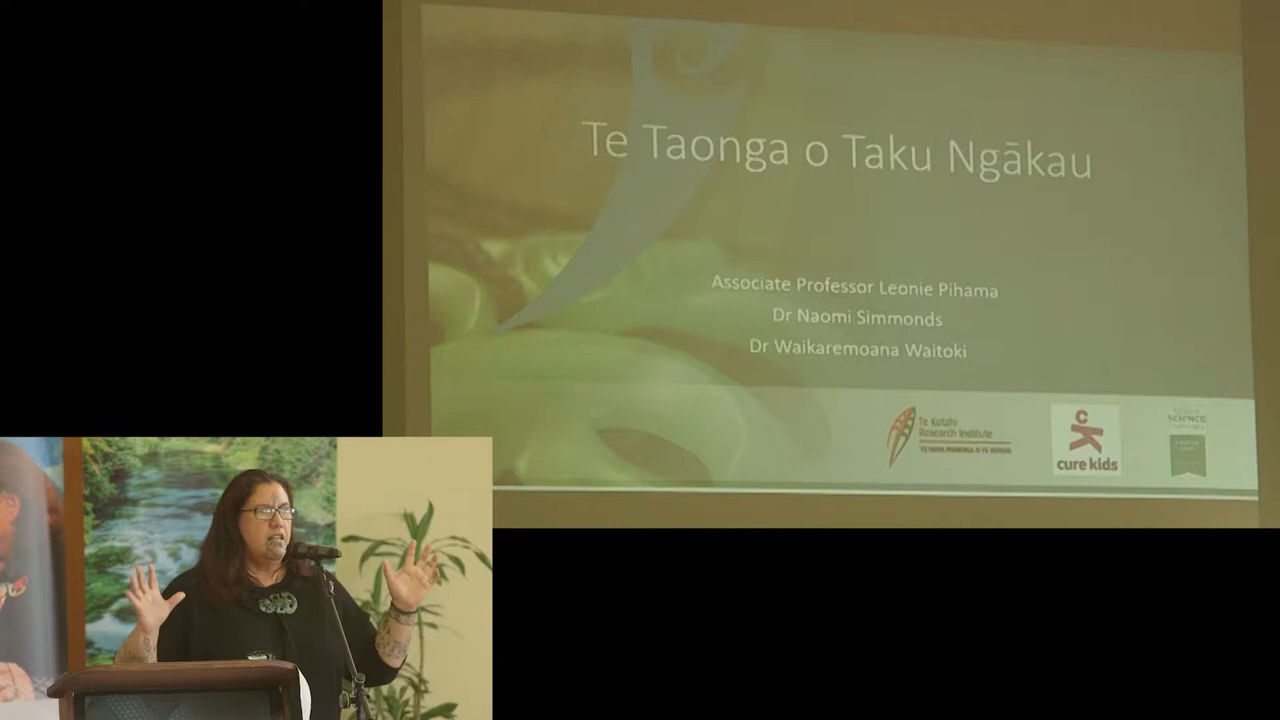 Te Taonga o Taku Ngākau
Associate Professor Leonie Pihama
Dr Naomi Simmonds
Dr Waikaremoana Waitoki
Te Kotahi
Research Institute
cure kids
SCIENCE